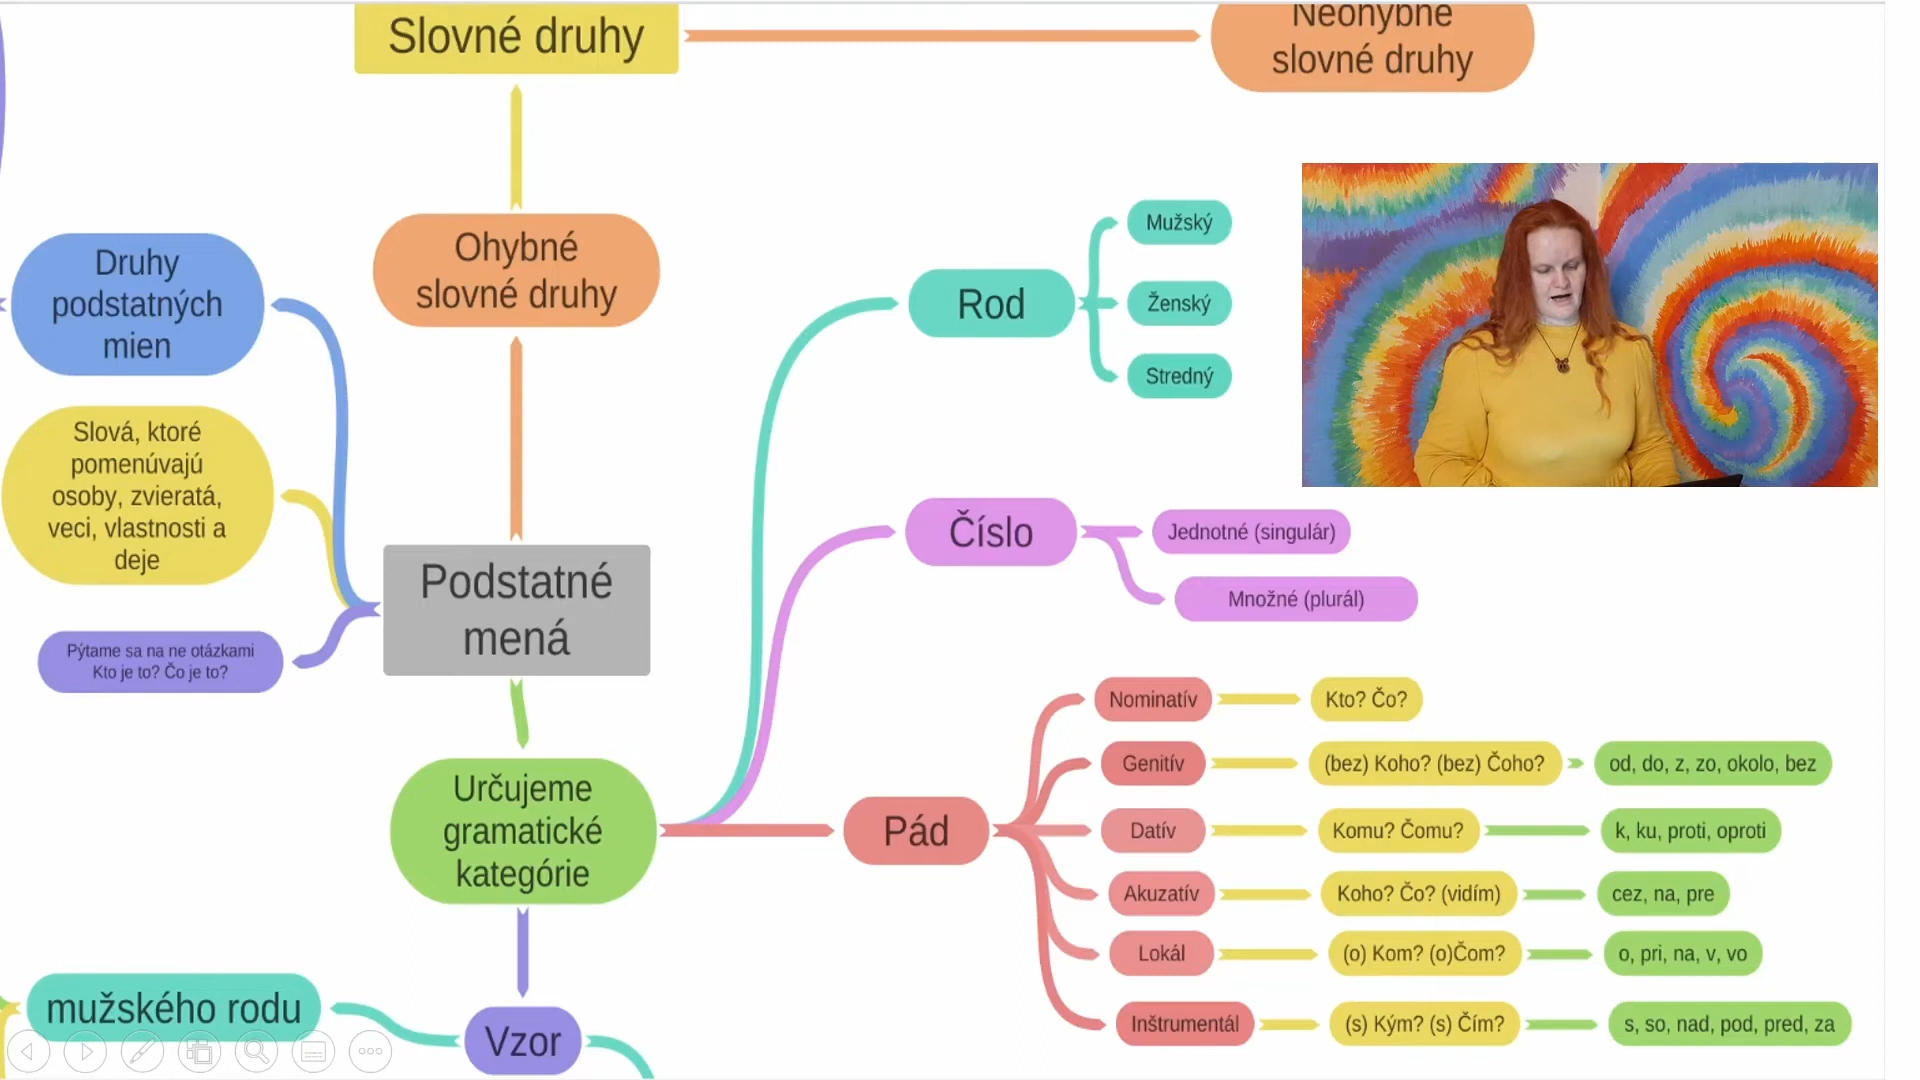 Slovné druhy
Neohybné
slovné druhy
Ohybné
slovné druhy
Druhy
podstatných
mien
Slová, ktoré
pomenúvajú
osoby, zvieratá,
veci, vlastnosti a
deje
Pýtame sa na ne otázkami
Kto je to? Čo je to?
Podstatné
mená
Určujeme
gramatické
kategórie
Rod
Mužský
Ženský
Stredný
Číslo
Jednotné (singulár)
Množné (plurál)
Pád
Nominatív
Kto? Čo?
Genitív
(bez) Koho? (bez) Čoho?
od, do, z, zo, okolo, bez
Datív
Komu? Čomu?
k, ku, proti, oproti
Akuzatív
Koho? Čo? (vidím)
cez, na, pre
Lokál
(o) Kom? (o)Čom?
o, pri, na, v, vo
Inštrumentál
(s) Kým? (s) Čím?
s, so, nad, pod, pred, za
mužského rodu
Vzor